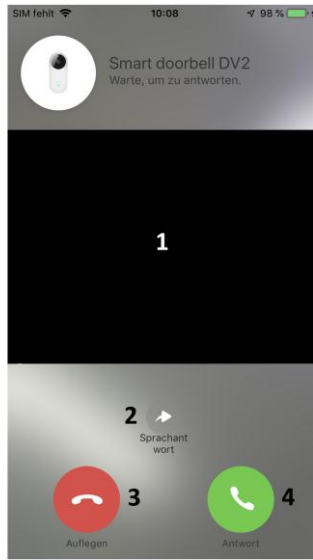 SIM fehlt 10:08 98 %
Smart doorbell DV2
Warte, um zu antworten.
1
2
Sprachant
wort
3 4
Auflegen Antwort